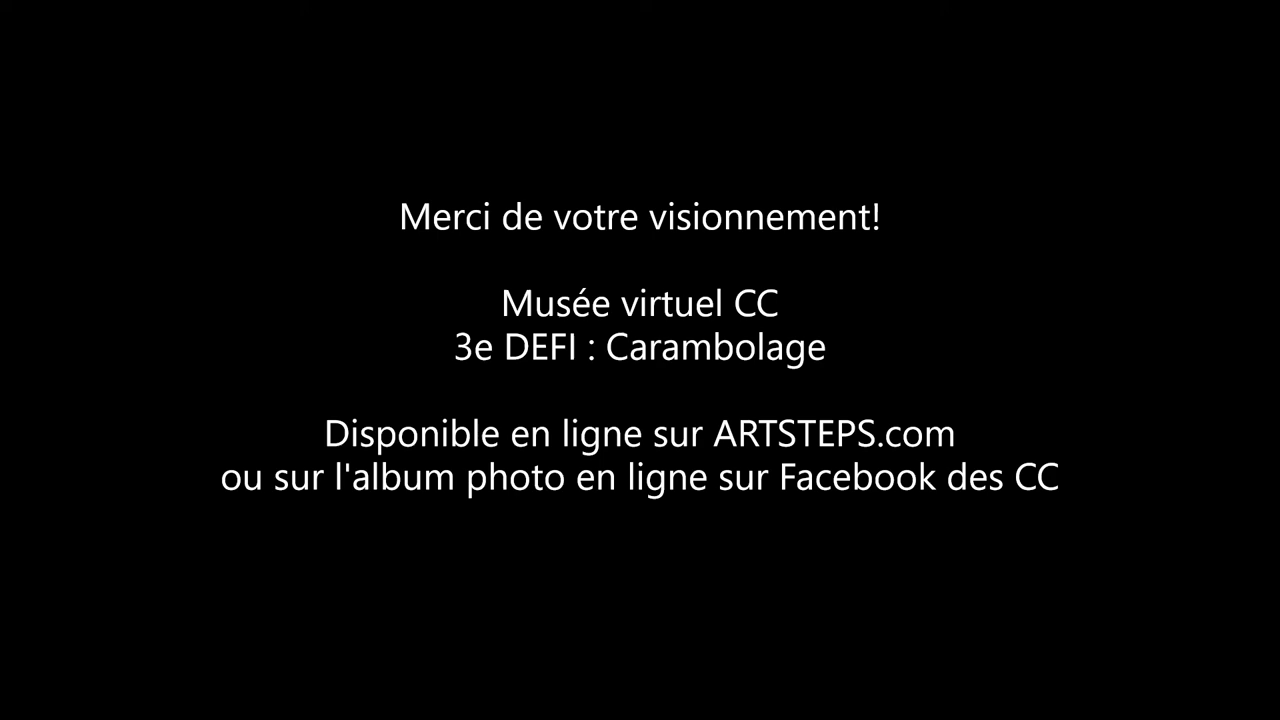 Merci de votre visionnement!
Musée virtuel CC
3e DEFI : Carambolage
Disponible en ligne sur ARTSTEPS.com
ou sur l'album photo en ligne sur Facebook des CC